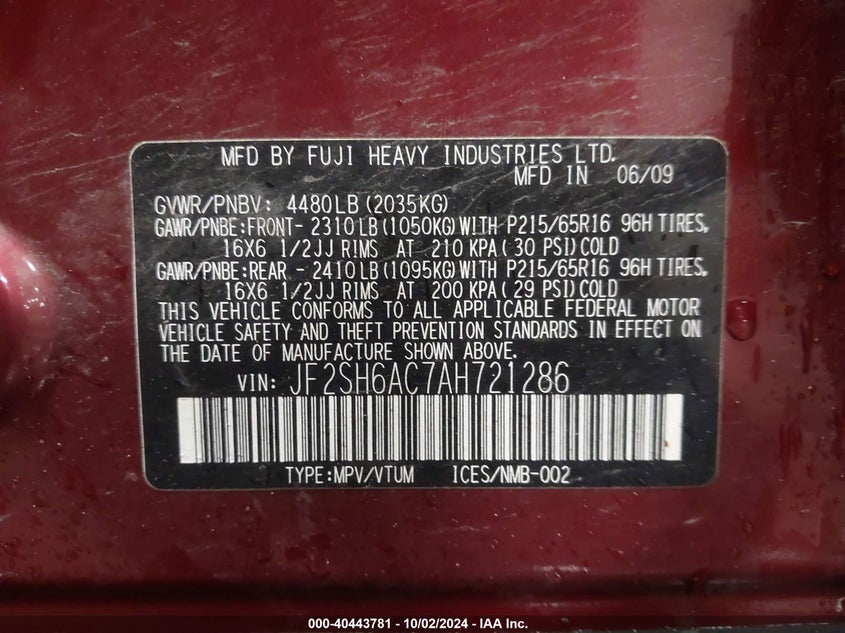 MFD BY FUJI HEAVY INDUSTRIES LTD.
MFD IN 06/09
GVWR/PNBV: 4480LB(2035KG)
GAWR/PNBE:FRONT- 2310LB(1050KG)WITH P215/65R16 96H TIRES,
16X6 1/2JJ RIMS AT 210 KPA(30 PSI)COLD
GAWR/PNBE:REAR - 2410LB(1095KG)WITH P215/65R16 96H TIRES,
16X6 1/2JJ RIMS AT 200 KPA(29 PSI)COLD
THIS VEHICLE CONFORMS TO ALL APPLICABLE FEDERAL MOTOR
VEHICLE SAFETY AND THEFT PREVENTION STANDARDS IN EFFECT ON
THE DATE OF MANUFACTURE SHOWN ABOVE.
VIN: JF2SH6AC7AH721286
TYPE:MPV/VTUM ICES/NMB-002
000-40443781 - 10/02/2024 - IAA Inc.